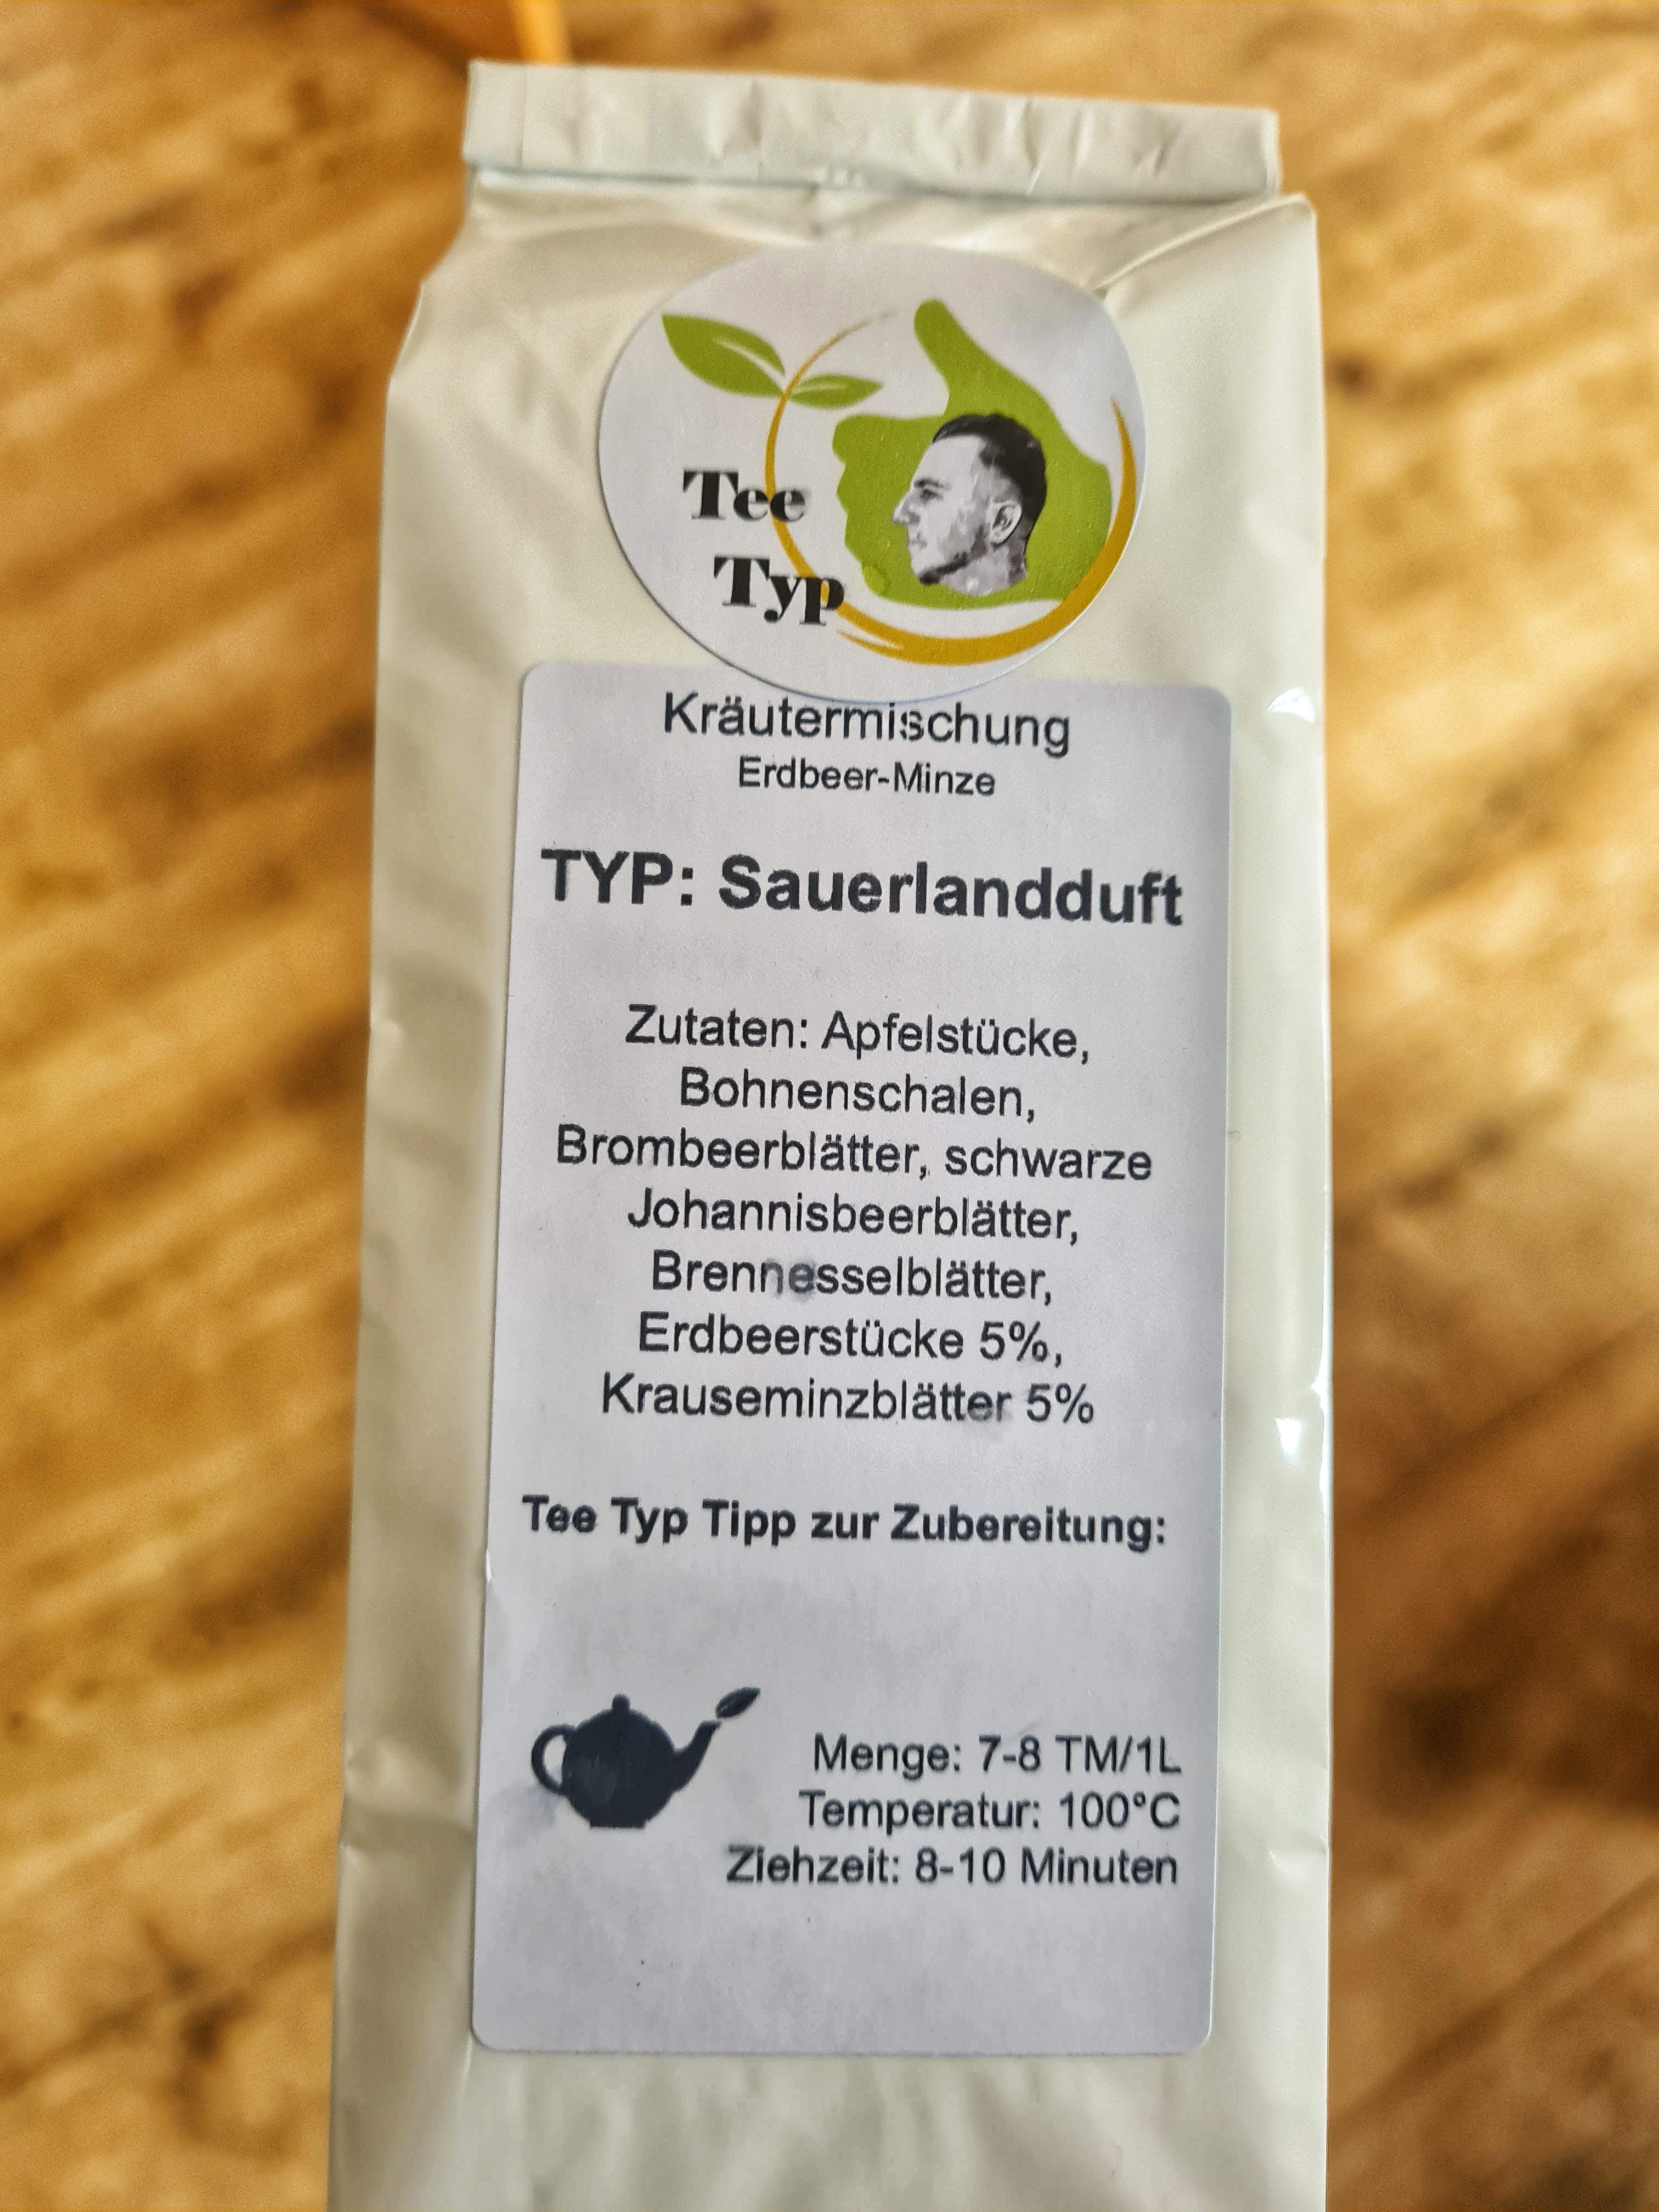 Tee
Typ
Kräutermischung
Erdbeer-Minze
TYP: Sauerlandduft
Zutaten: Apfelstücke,
Bohnenschalen,
Brombeerblätter, schwarze
Johannisbeerblätter,
Brennesselblätter,
Erdbeerstücke 5%,
Krauseminzblätter 5%
Tee Typ Tipp zur Zubereitung:
Menge: 7-8 TM/1L
Temperatur: 100°C
Ziehzeit: 8-10 Minuten